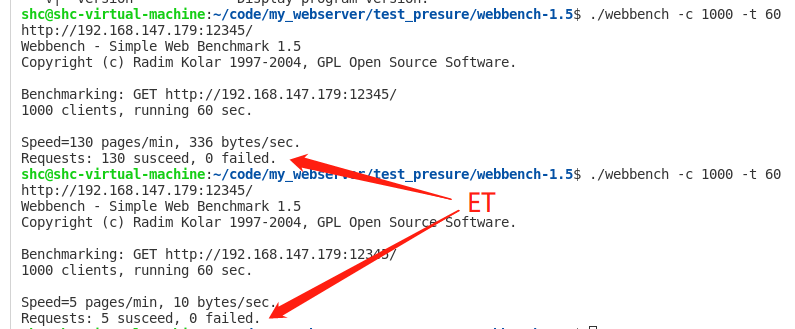 shc@shc-virtual-machine:~/code/my_webserver/test_presure/webbench-1.5$ ./webbench -c 1000 -t 60
http://192.168.147.179:12345/
Webbench - Simple Web Benchmark 1.5
Copyright (c) Radim Kolar 1997-2004, GPL Open Source Software.
Benchmarking: GET http://192.168.147.179:12345/
1000 clients, running 60 sec.
Speed=130 pages/min, 336 bytes/sec.
Requests: 130 susceed, 0 failed.
shc@shc-virtual-machine:~/code/my_webserver/test_presure/webbench-1.5$ ./webbench -c 1000 -t 60
http://192.168.147.179:12345/
ET
Webbench - Simple Web Benchmark 1.5
Copyright (c) Radim Kolar 1997-2004, GPL Open Source Software.
Benchmarking: GET http://192.168.147.179:12345/
1000 clients, running 60 sec.
Speed=5 pages/min, 10 bytes/sec.
Requests: 5 susceed, 0 failed.